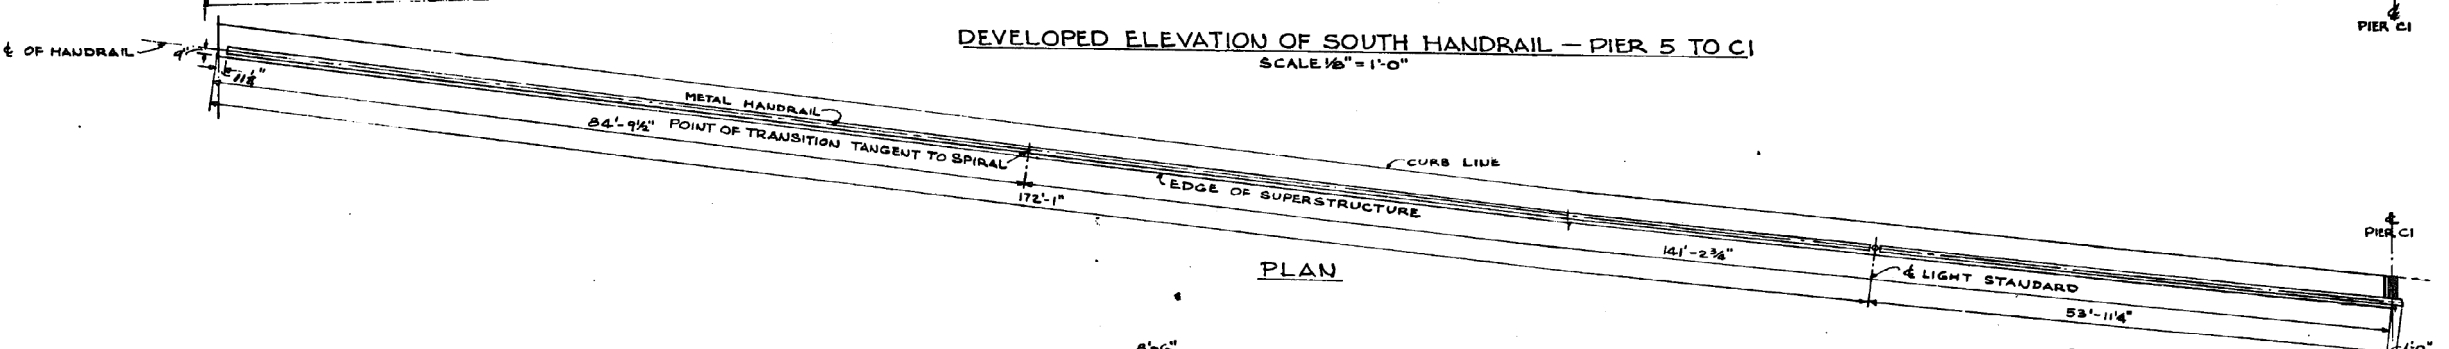 PIER C1
DEVELOPED ELEVATION OF SOUTH HANDRAIL — PIER 5 TO C1
SCALE 1/8" = 1'-0"
℄ OF HANDRAIL
9"
METAL HANDRAIL
84'-9½" POINT OF TRANSITION TANGENT TO SPIRAL
CURB LINE
EDGE OF SUPERSTRUCTURE
172'-1"
℄
PIER C1
141'-2¾"
PLAN
℄ LIGHT STANDARD
53'-11¼"